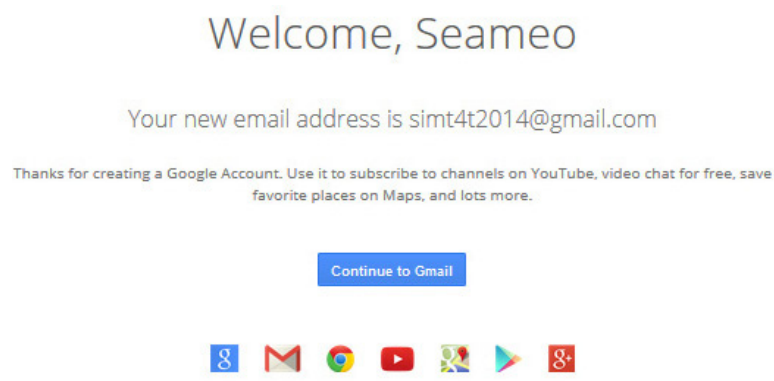 Welcome, Seameo
Your new email address is simt4t2014@gmail.com
Thanks for creating a Google Account. Use it to subscribe to channels on YouTube, video chat for free, save
favorite places on Maps, and lots more.
Continue to Gmail
g g+